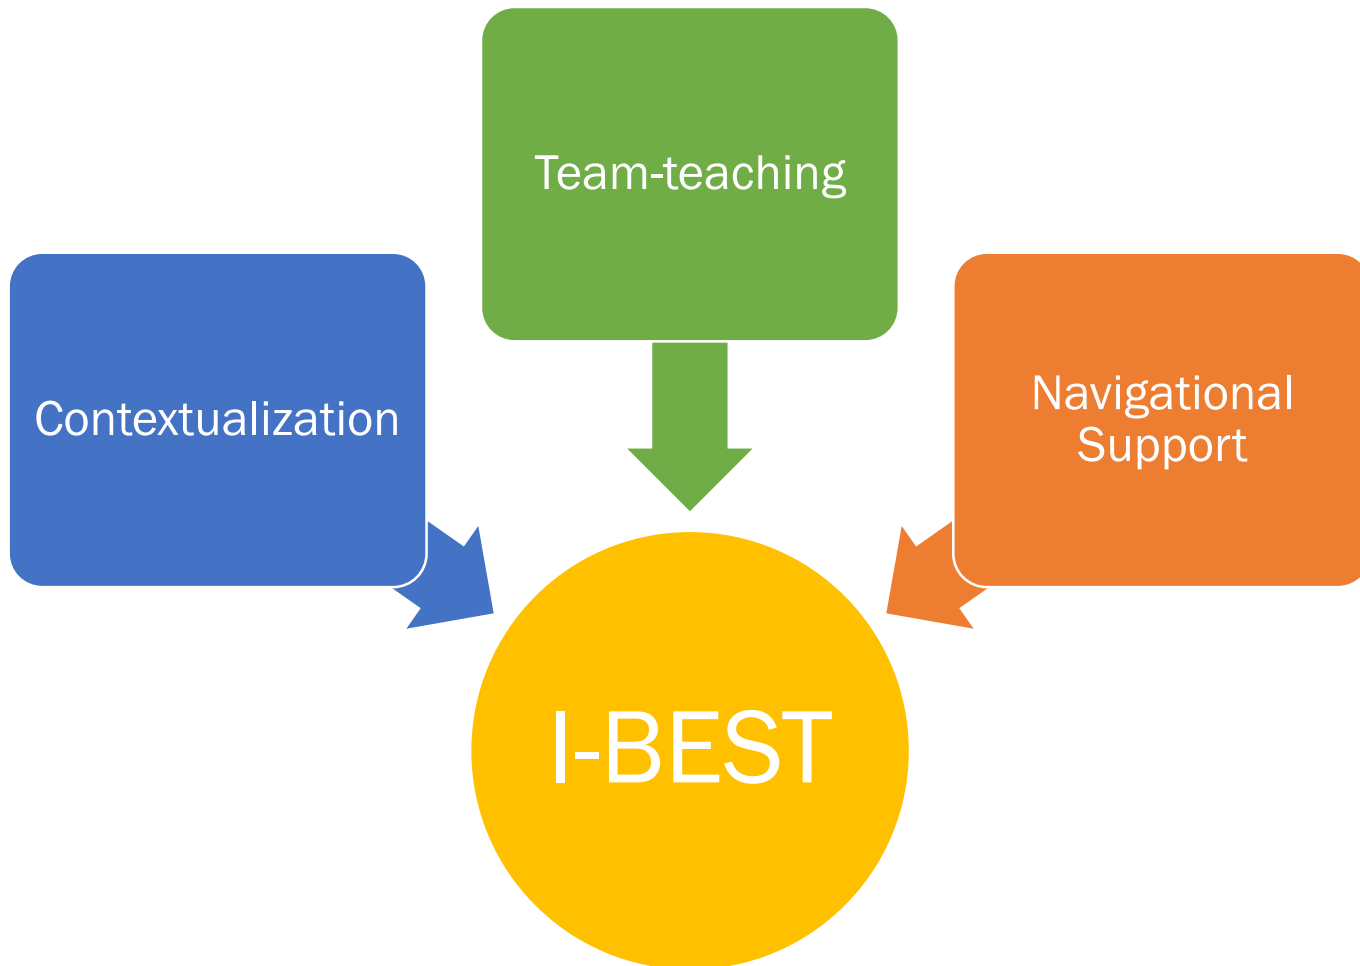 Team-teaching
Contextualization
Navigational
Support
I-BEST